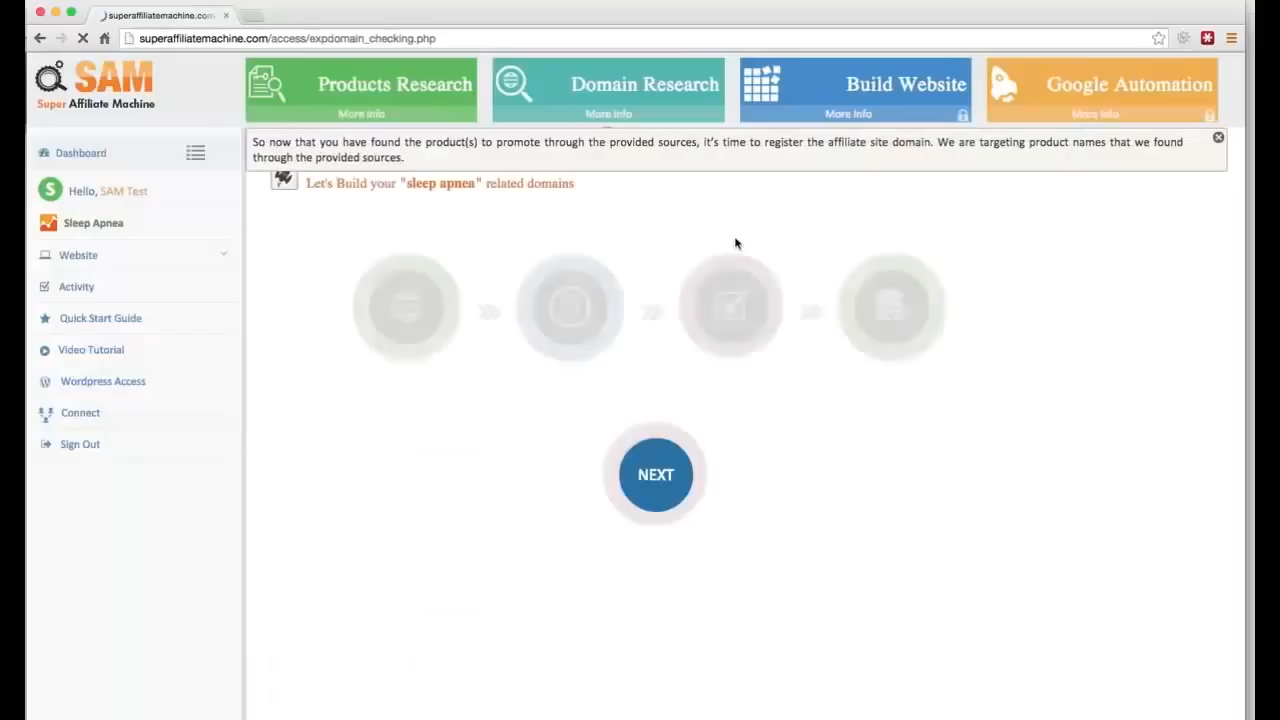 superaffiliatemachine.com
superaffiliatemachine.com/access/expdomain_checking.php
SAM
Super Affiliate Machine
Products Research
More Info
Domain Research
More Info
Build Website
More Info
Google Automation
More Info
Dashboard
So now that you have found the product(s) to promote through the provided sources, it's time to register the affiliate site domain. We are targeting product names that we found
through the provided sources.
Let's Build your "sleep apnea" related domains
S
Hello, SAM Test
Sleep Apnea
Website
Activity
Quick Start Guide
Video Tutorial
Wordpress Access
Connect
Sign Out
NEXT